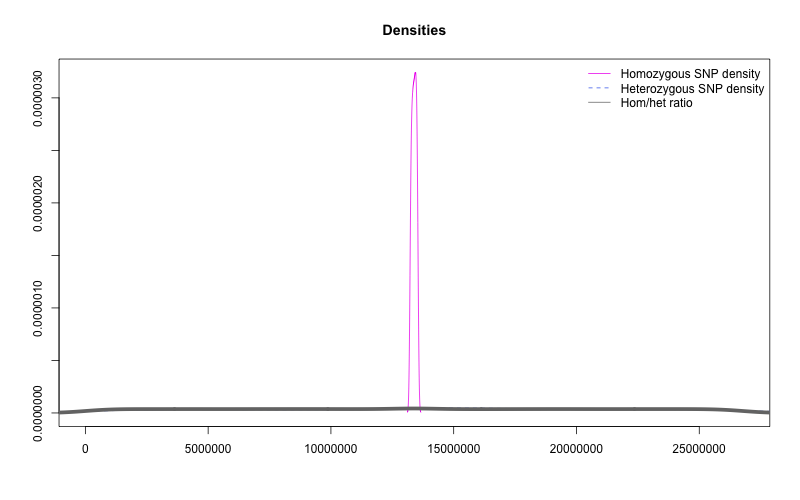 Densities
Homozygous SNP density
Heterozygous SNP density
Hom/het ratio
0.0000030
0.0000020
0.0000010
0.0000000
0 5000000 10000000 15000000 20000000 25000000